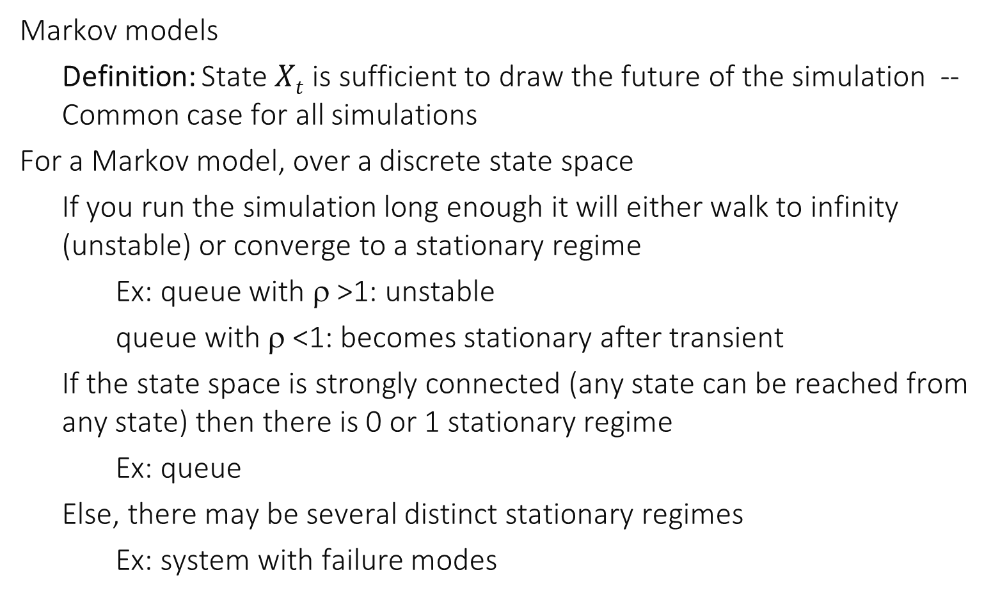 Markov models
Definition: State Xₜ is sufficient to draw the future of the simulation --
Common case for all simulations
For a Markov model, over a discrete state space
If you run the simulation long enough it will either walk to infinity
(unstable) or converge to a stationary regime
Ex: queue with ρ >1: unstable
queue with ρ <1: becomes stationary after transient
If the state space is strongly connected (any state can be reached from
any state) then there is 0 or 1 stationary regime
Ex: queue
Else, there may be several distinct stationary regimes
Ex: system with failure modes